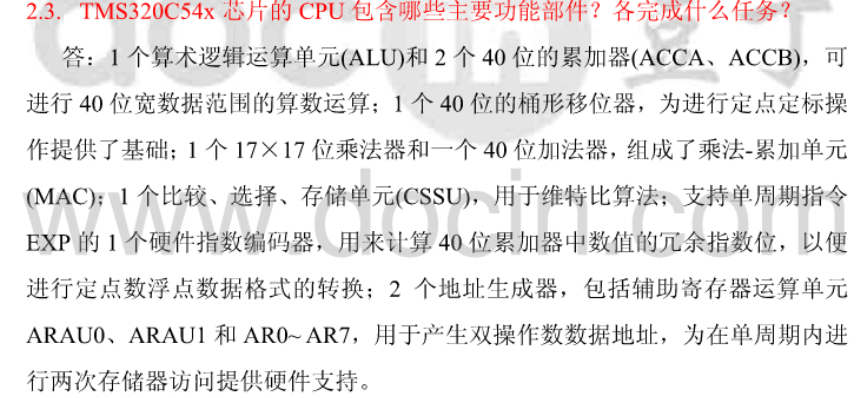 2.3. TMS320C54x 芯片的 CPU 包含哪些主要功能部件？各完成什么任务？
答：1 个算术逻辑运算单元(ALU)和 2 个 40 位的累加器(ACCA、ACCB)，可
进行 40 位宽数据范围的算数运算；1 个 40 位的桶形移位器，为进行定点定标操
作提供了基础；1 个 17×17 位乘法器和一个 40 位加法器，组成了乘法-累加单元
(MAC)；1 个比较、选择、存储单元(CSSU)，用于维特比算法；支持单周期指令
EXP 的 1 个硬件指数编码器，用来计算 40 位累加器中数值的冗余指数位，以便
进行定点数浮点数据格式的转换；2 个地址生成器，包括辅助寄存器运算单元
ARAU0、ARAU1 和 AR0~ AR7，用于产生双操作数数据地址，为在单周期内进
行两次存储器访问提供硬件支持。
www.docin.com